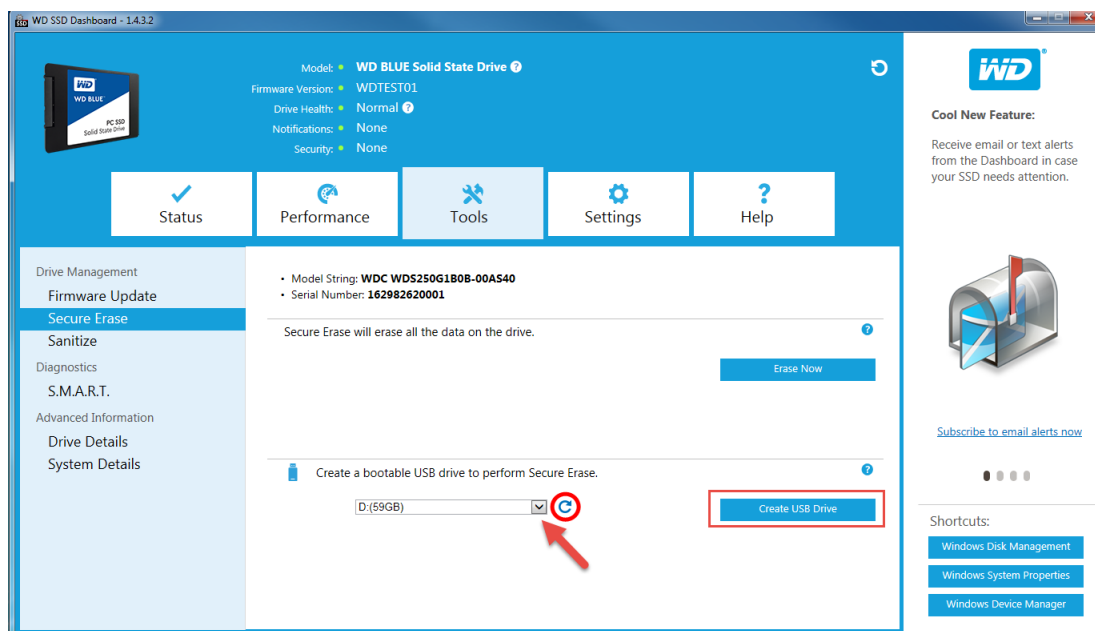 WD SSD Dashboard - 1.4.3.2
WD
WD BLUE
PC SSD
Solid State Drive
Model: WD BLUE Solid State Drive ?
Firmware Version: WDTEST01
Drive Health: Normal ?
Notifications: None
Security: None
Status
Performance
Tools
Settings
? Help
Drive Management
Firmware Update
Secure Erase
Sanitize
Diagnostics
S.M.A.R.T.
Advanced Information
Drive Details
System Details
• Model String: WDC WDS250G1B0B-00AS40
• Serial Number: 162982620001
Secure Erase will erase all the data on the drive. ?
Erase Now
Create a bootable USB drive to perform Secure Erase. ?
D:(59GB)
Create USB Drive
WD®
Cool New Feature:
Receive email or text alerts
from the Dashboard in case
your SSD needs attention.
Subscribe to email alerts now
Shortcuts:
Windows Disk Management
Windows System Properties
Windows Device Manager